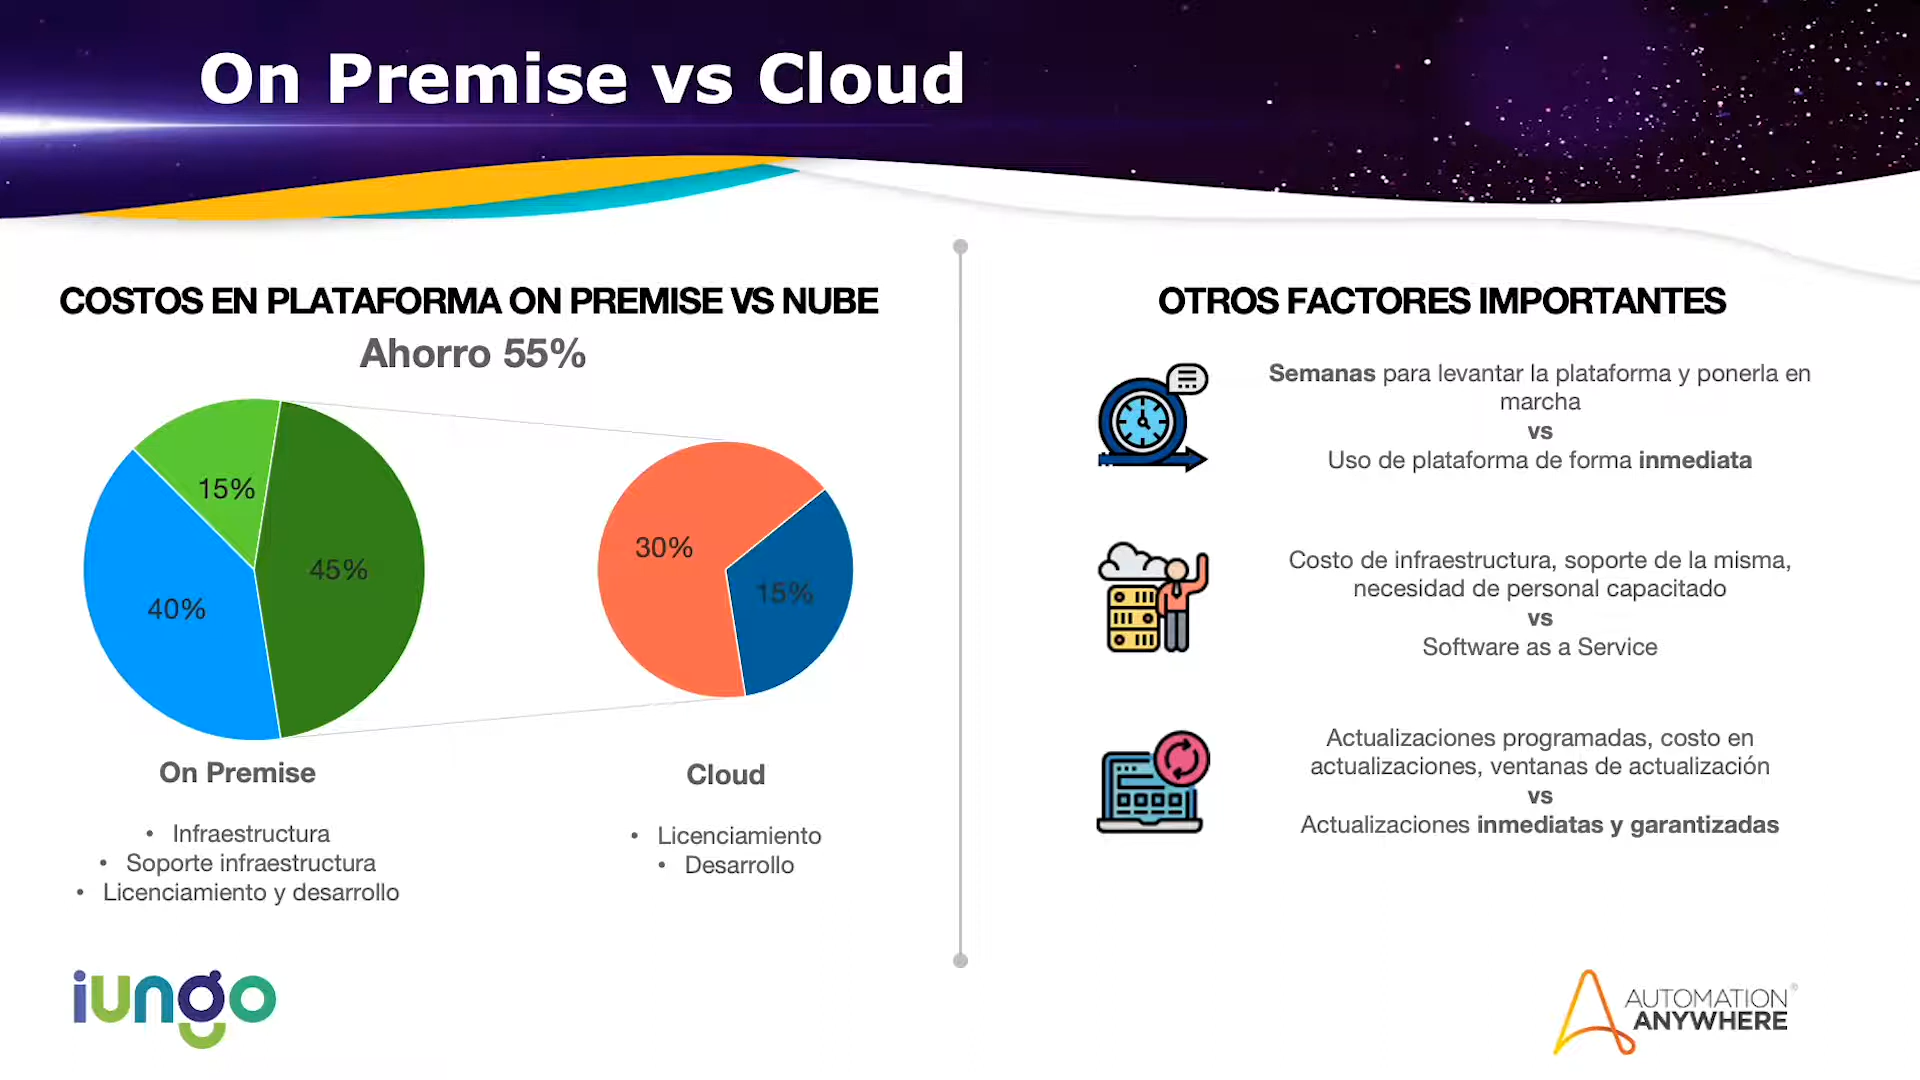 On Premise vs Cloud
COSTOS EN PLATAFORMA ON PREMISE VS NUBE
Ahorro 55%
15%
45%
40%
30%
15%
On Premise
• Infraestructura
• Soporte infraestructura
• Licenciamiento y desarrollo
Cloud
• Licenciamiento
• Desarrollo
OTROS FACTORES IMPORTANTES
Semanas para levantar la plataforma y ponerla en
marcha
vs
Uso de plataforma de forma inmediata
Costo de infraestructura, soporte de la misma,
necesidad de personal capacitado
vs
Software as a Service
Actualizaciones programadas, costo en
actualizaciones, ventanas de actualización
vs
Actualizaciones inmediatas y garantizadas
iungo
AUTOMATION®
ANYWHERE